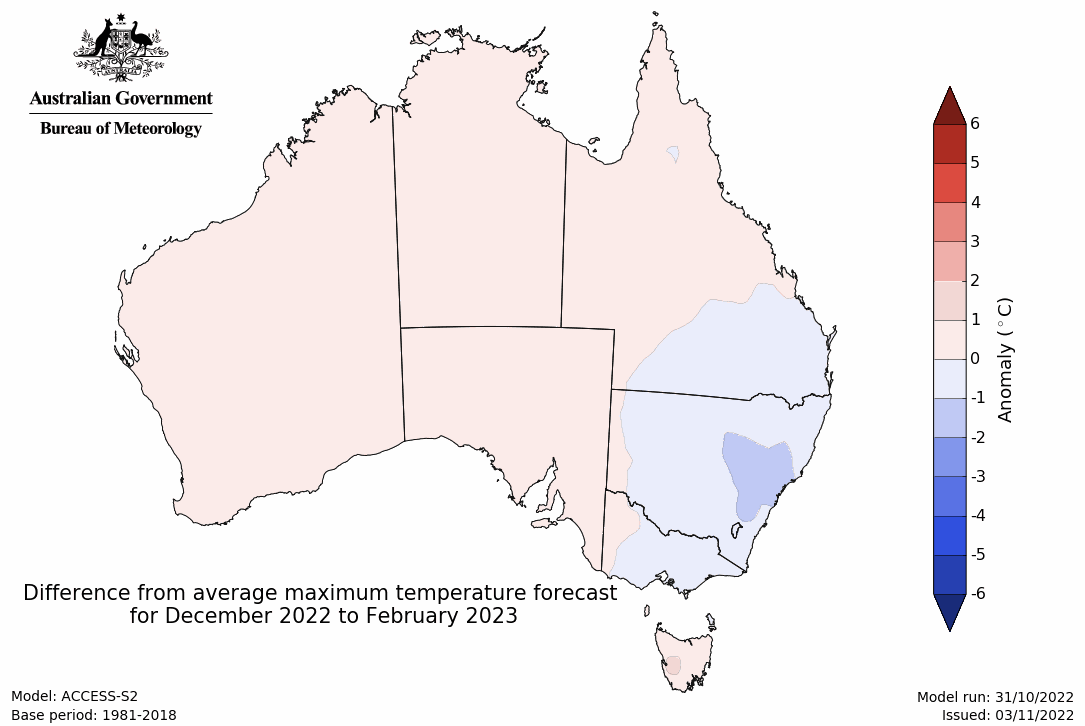 Australian Government
Bureau of Meteorology
6
5
4
3
2
1
0
-1
-2
-3
-4
-5
-6
Anomaly (°C)
Difference from average maximum temperature forecast
for December 2022 to February 2023
Model: ACCESS-S2
Base period: 1981-2018
Model run: 31/10/2022
Issued: 03/11/2022